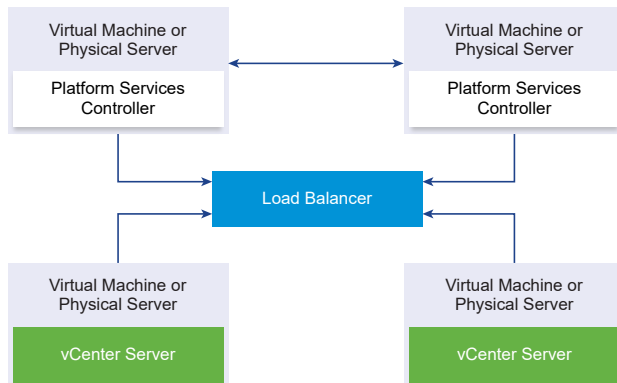 Virtual Machine or
Physical Server
Platform Services
Controller
Virtual Machine or
Physical Server
Platform Services
Controller
Load Balancer
Virtual Machine or
Physical Server
vCenter Server
Virtual Machine or
Physical Server
vCenter Server